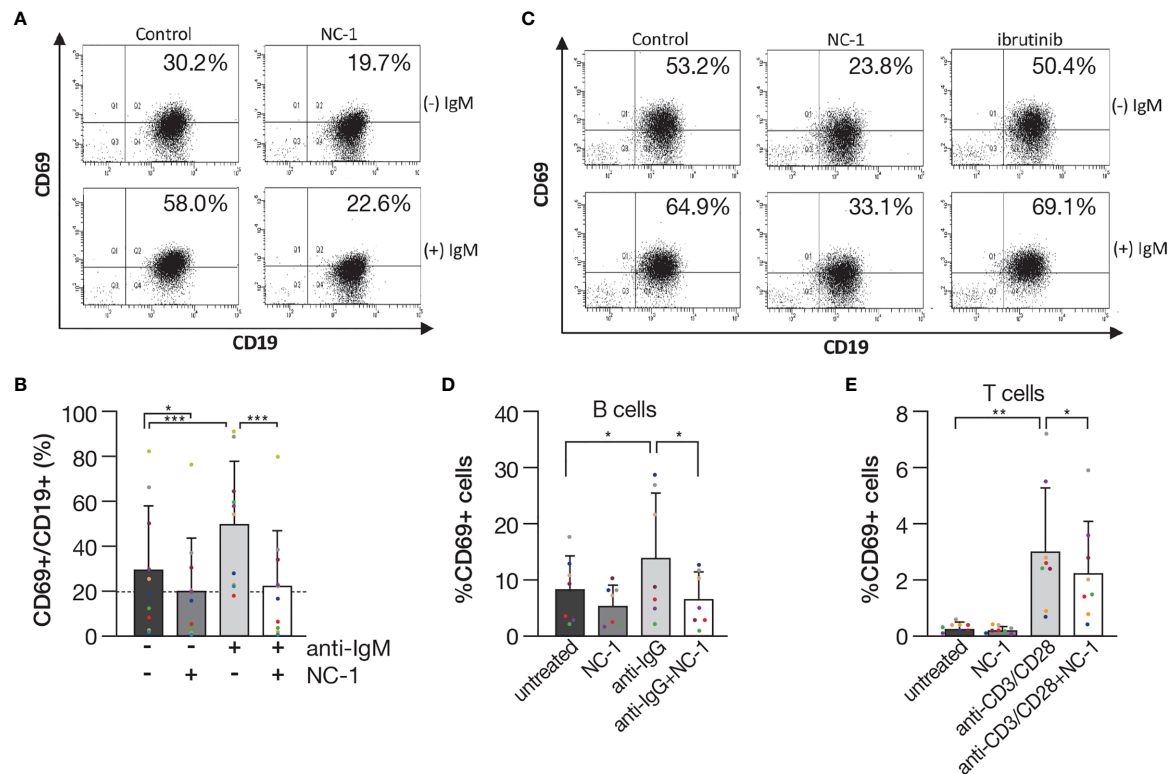 A
Control
NC-1
30.2%
19.7%
(-) IgM
Q1
Q2
Q3
Q4
58.0%
22.6%
(+) IgM
CD69
CD19
C
Control
NC-1
ibrutinib
53.2%
23.8%
50.4%
(-) IgM
64.9%
33.1%
69.1%
(+) IgM
CD69
CD19
B
CD69+/CD19+ (%)
100
80
60
40
20
0
*
***
***
- - + + anti-IgM
- + - + NC-1
D
B cells
%CD69+ cells
40
30
20
10
0
*
*
untreated
NC-1
anti-IgG
anti-IgG+NC-1
E
T cells
%CD69+ cells
8
6
4
2
0
**
*
untreated
NC-1
anti-CD3/CD28
anti-CD3/CD28+NC-1